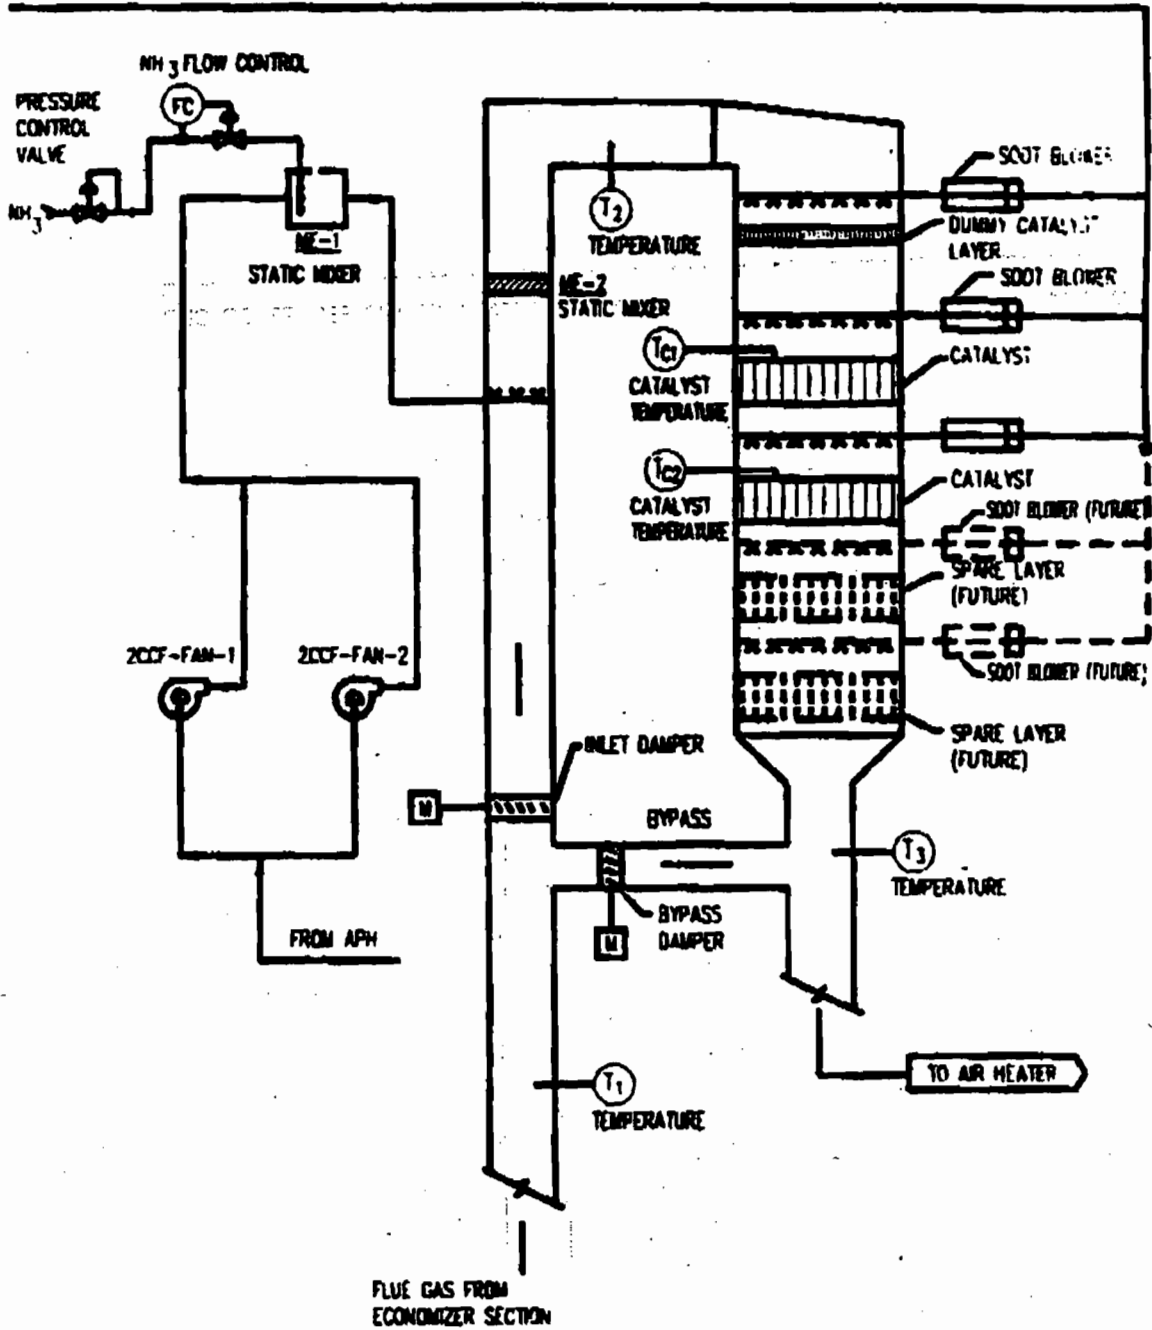 NH3 FLOW CONTROL
FC
PRESSURE
CONTROL
VALVE
NH3
ME-1
STATIC MIXER
T2
TEMPERATURE
ME-2
STATIC MIXER
SOOT BLOWER
DUMMY CATALYST
LAYER
SOOT BLOWER
TC1
CATALYST
TEMPERATURE
CATALYST
TC2
CATALYST
TEMPERATURE
CATALYST
SOOT BLOWER (FUTURE)
SPARE LAYER
(FUTURE)
SOOT BLOWER (FUTURE)
SPARE LAYER
(FUTURE)
2CCF-FAN-1
2CCF-FAN-2
INLET DAMPER
M
BYPASS
T3
TEMPERATURE
BYPASS
DAMPER
M
FROM APH
TO AIR HEATER
T1
TEMPERATURE
FLUE GAS FROM
ECONOMIZER SECTION